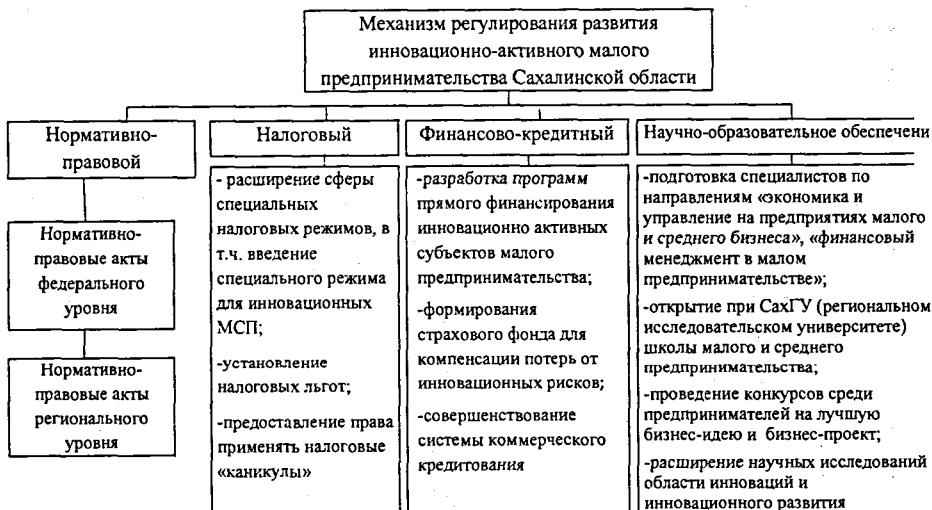 Механизм регулирования развития
инновационно-активного малого
предпринимательства Сахалинской области
Нормативно-
правовой
Нормативно-
правовые акты
федерального
уровня
Нормативно-
правовые акты
регионального
уровня
Налоговый
- расширение сферы
специальных
налоговых режимов, в
т.ч. введение
специального режима
для инновационных
МСП;
-установление
налоговых льгот;
-предоставление права
применять налоговые
«каникулы»
Финансово-кредитный
-разработка программ
прямого финансирования
инновационно активных
субъектов малого
предпринимательства;
-формирования
страхового фонда для
компенсации потерь от
инновационных рисков;
-совершенствование
системы коммерческого
кредитования
Научно-образовательное обеспечени
-подготовка специалистов по
направлениям «экономика и
управление на предприятиях малого
и среднего бизнеса», «финансовый
менеджмент в малом
предпринимательстве»;
-открытие при СахГУ (региональном
исследовательском университете)
школы малого и среднего
предпринимательства;
-проведение конкурсов среди
предпринимателей на лучшую
бизнес-идею и бизнес-проект;
-расширение научных исследований
области инноваций и
инновационного развития